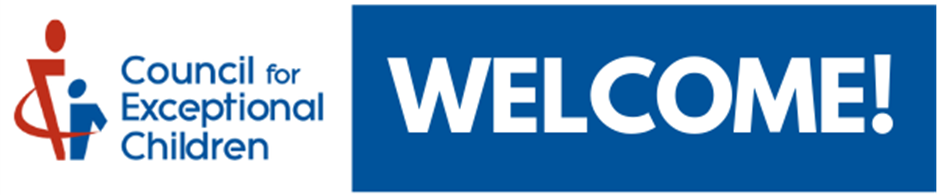 Council for
Exceptional
Children
WELCOME!